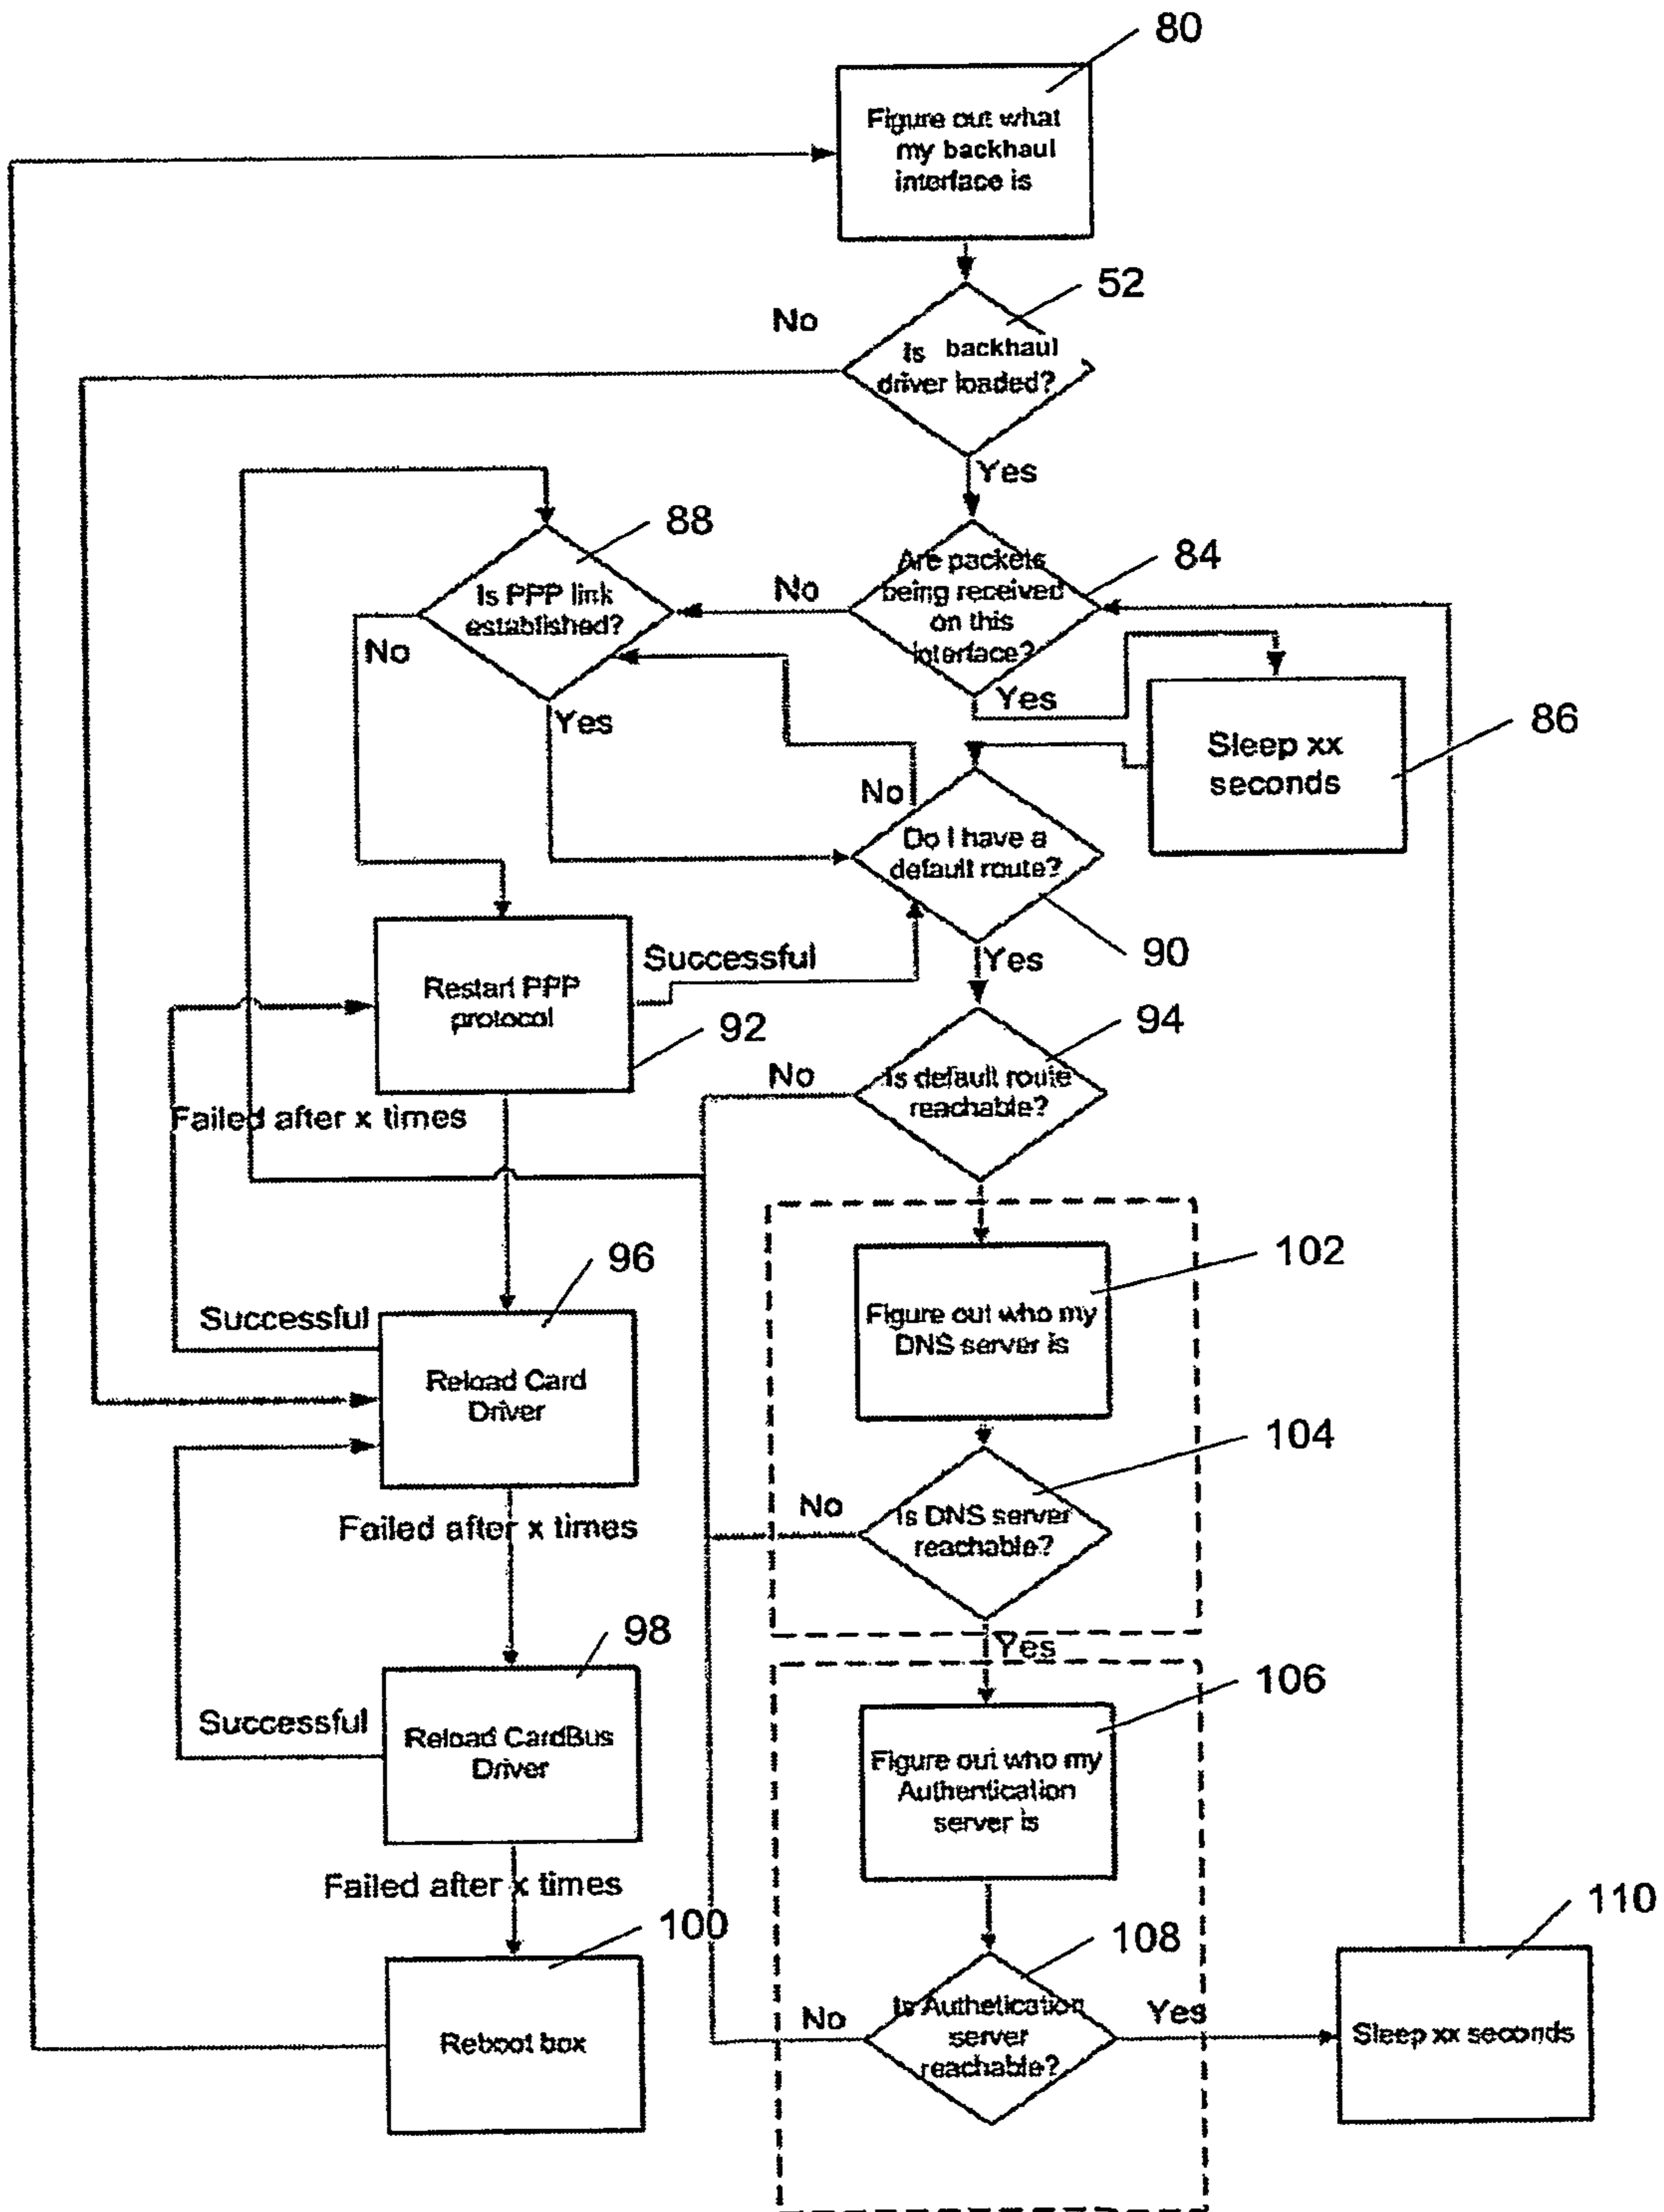 80
Figure out what
my backhaul
interface is
52
No
Is backhaul
driver loaded?
Yes
88
Is PPP link
established?
No
84
Are packets
being received
on this
interface?
No
Yes
Yes
86
Sleep xx
seconds
No
Do I have a
default route?
90
Successful
Yes
Restart PPP
protocol
92
94
No
Is default route
reachable?
Failed after x times
96
102
Successful
Figure out who my
DNS server is
Reload Card
Driver
104
No
Is DNS server
reachable?
Failed after x times
98
Yes
106
Successful
Reload CardBus
Driver
Figure out who my
Authentication
server is
Failed after x times
100
108
110
Reboot box
No
Is Authetication
server
reachable?
Yes
Sleep xx seconds